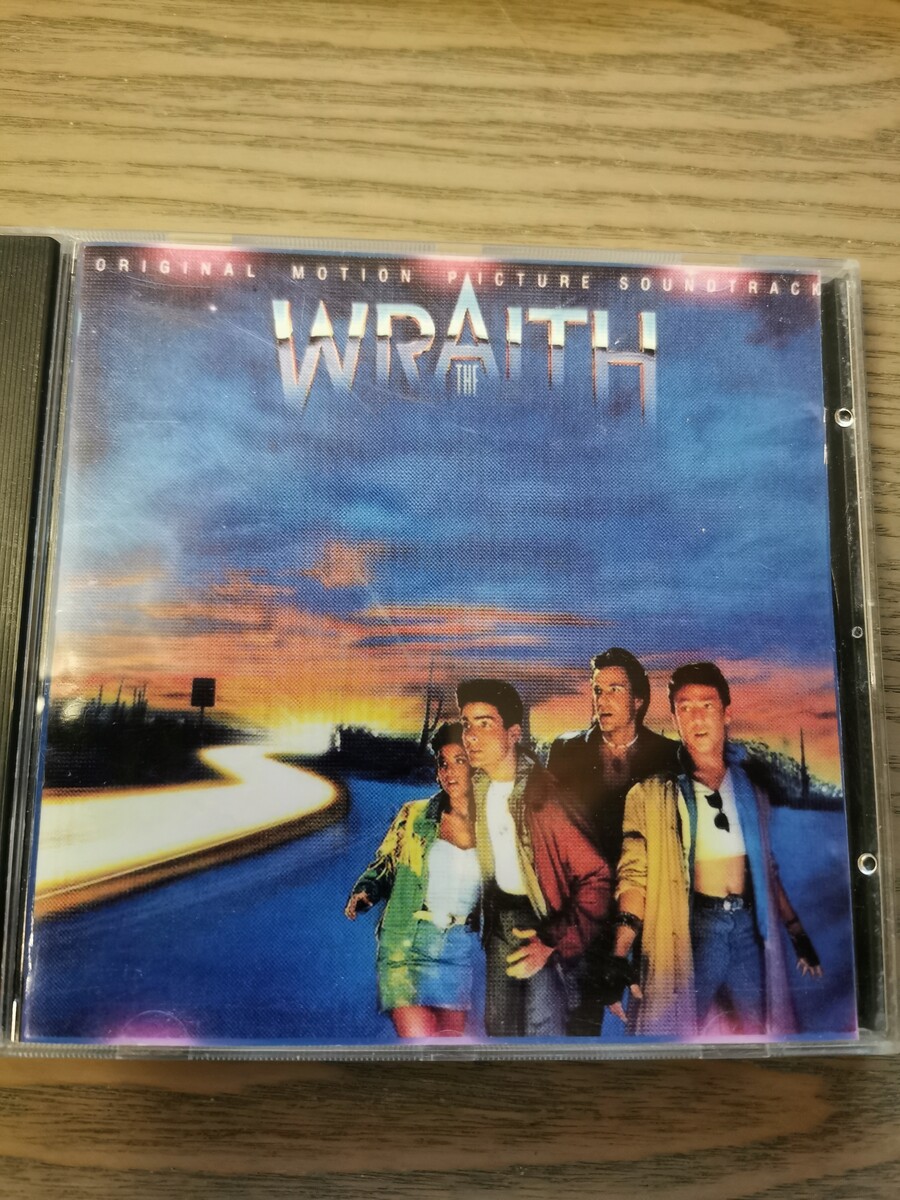 ORIGINAL MOTION PICTURE SOUNDTRACK
WRAITH
THE